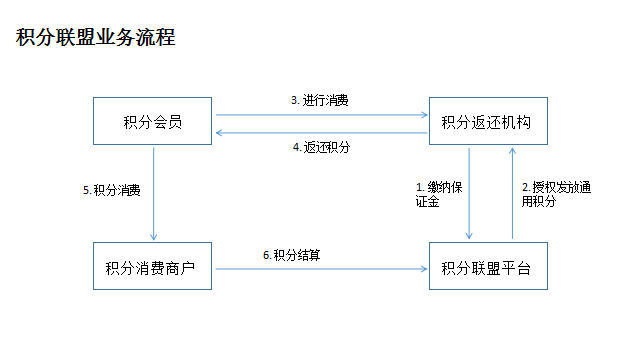 积分联盟业务流程
3. 进行消费
积分会员
积分返还机构
4. 返还积分
5. 积分消费
1. 缴纳保
证金
2. 授权发放通
用积分
6. 积分结算
积分消费商户
积分联盟平台